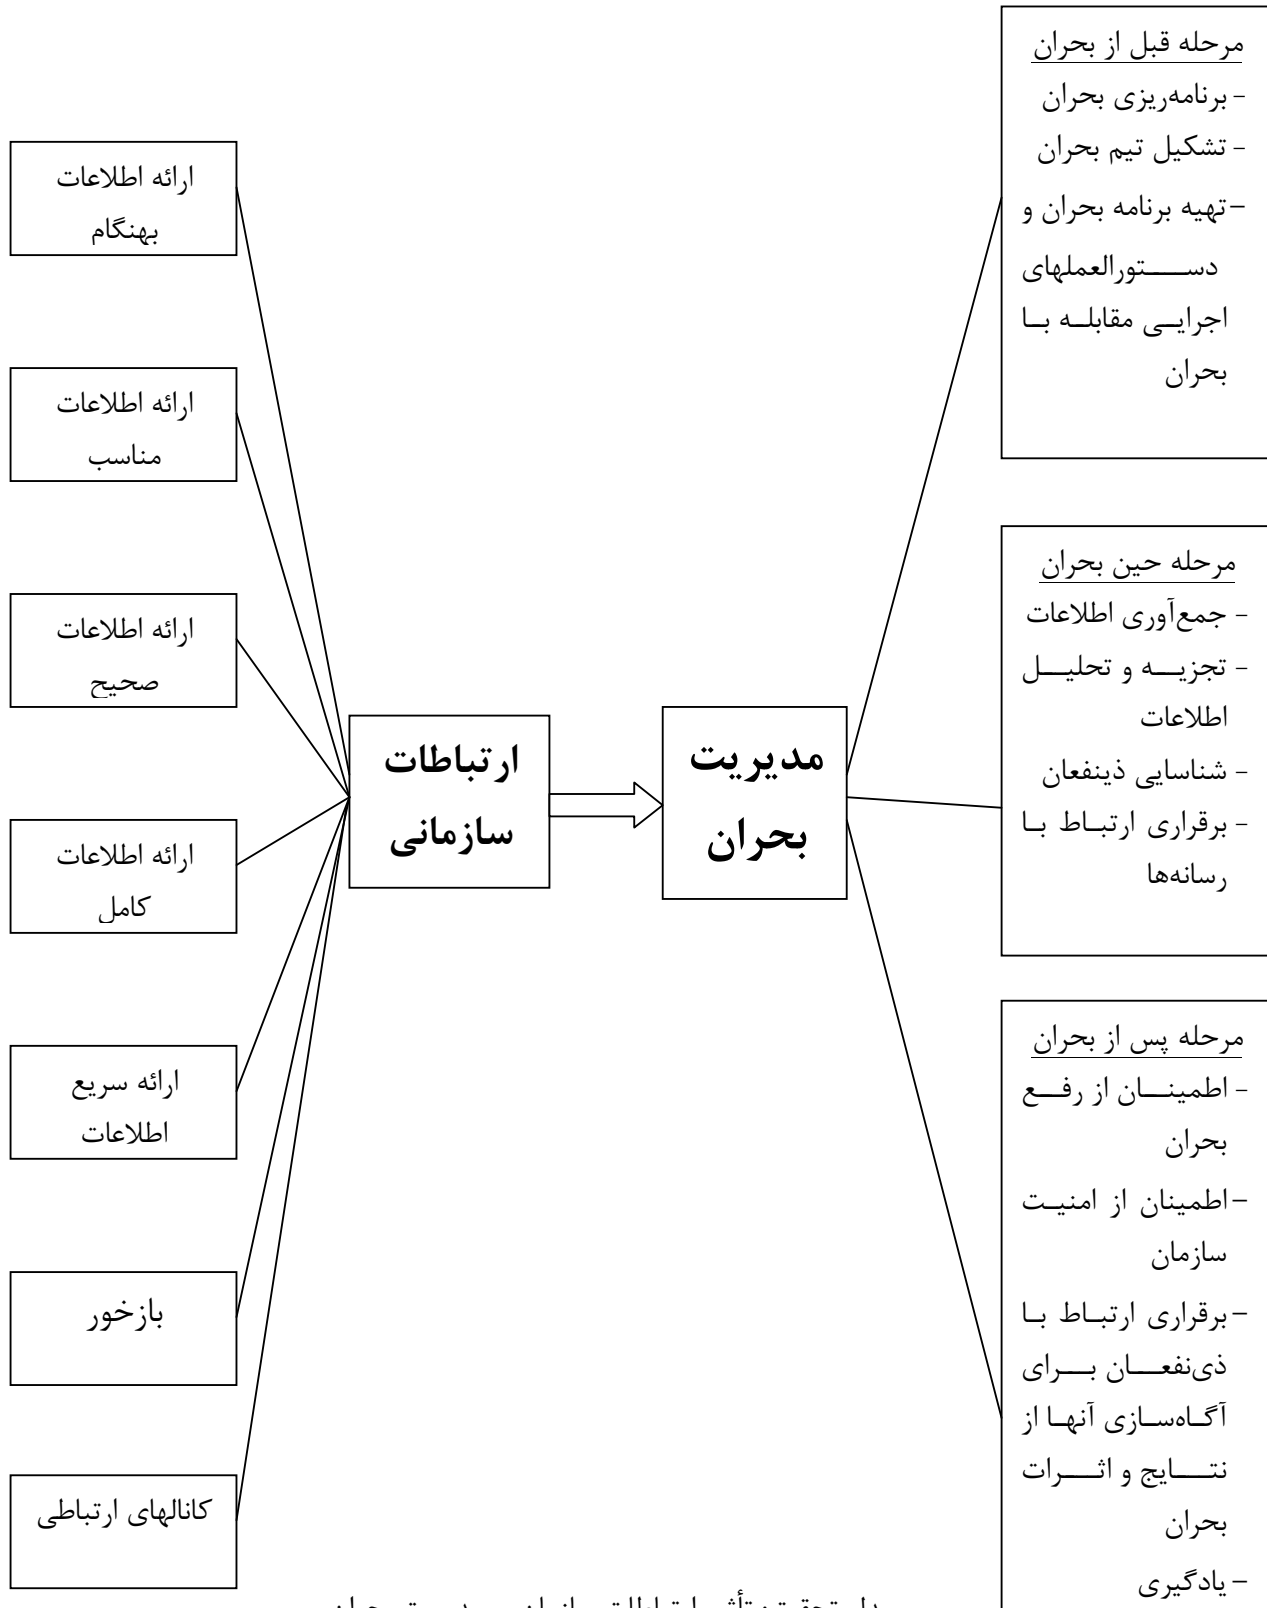 مرحله قبل از بحران
- برنامه‌ریزی بحران
- تشکیل تیم بحران
- تهیه برنامه بحران و
دستورالعملهای
اجرایی مقابله با
بحران
ارائه اطلاعات
بهنگام
ارائه اطلاعات
مناسب
ارائه اطلاعات
صحیح
ارائه اطلاعات
کامل
ارائه سریع
اطلاعات
بازخور
کانالهای ارتباطی
ارتباطات
سازمانی
مدیریت
بحران
مرحله حین بحران
- جمع‌آوری اطلاعات
- تجزیه و تحلیل
اطلاعات
- شناسایی ذینفعان
- برقراری ارتباط با
رسانه‌ها
مرحله پس از بحران
- اطمینان از رفع
بحران
- اطمینان از امنیت
سازمان
- برقراری ارتباط با
ذی‌نفعان برای
آگاه‌سازی آنها از
نتایج و اثرات
بحران
- یادگیری